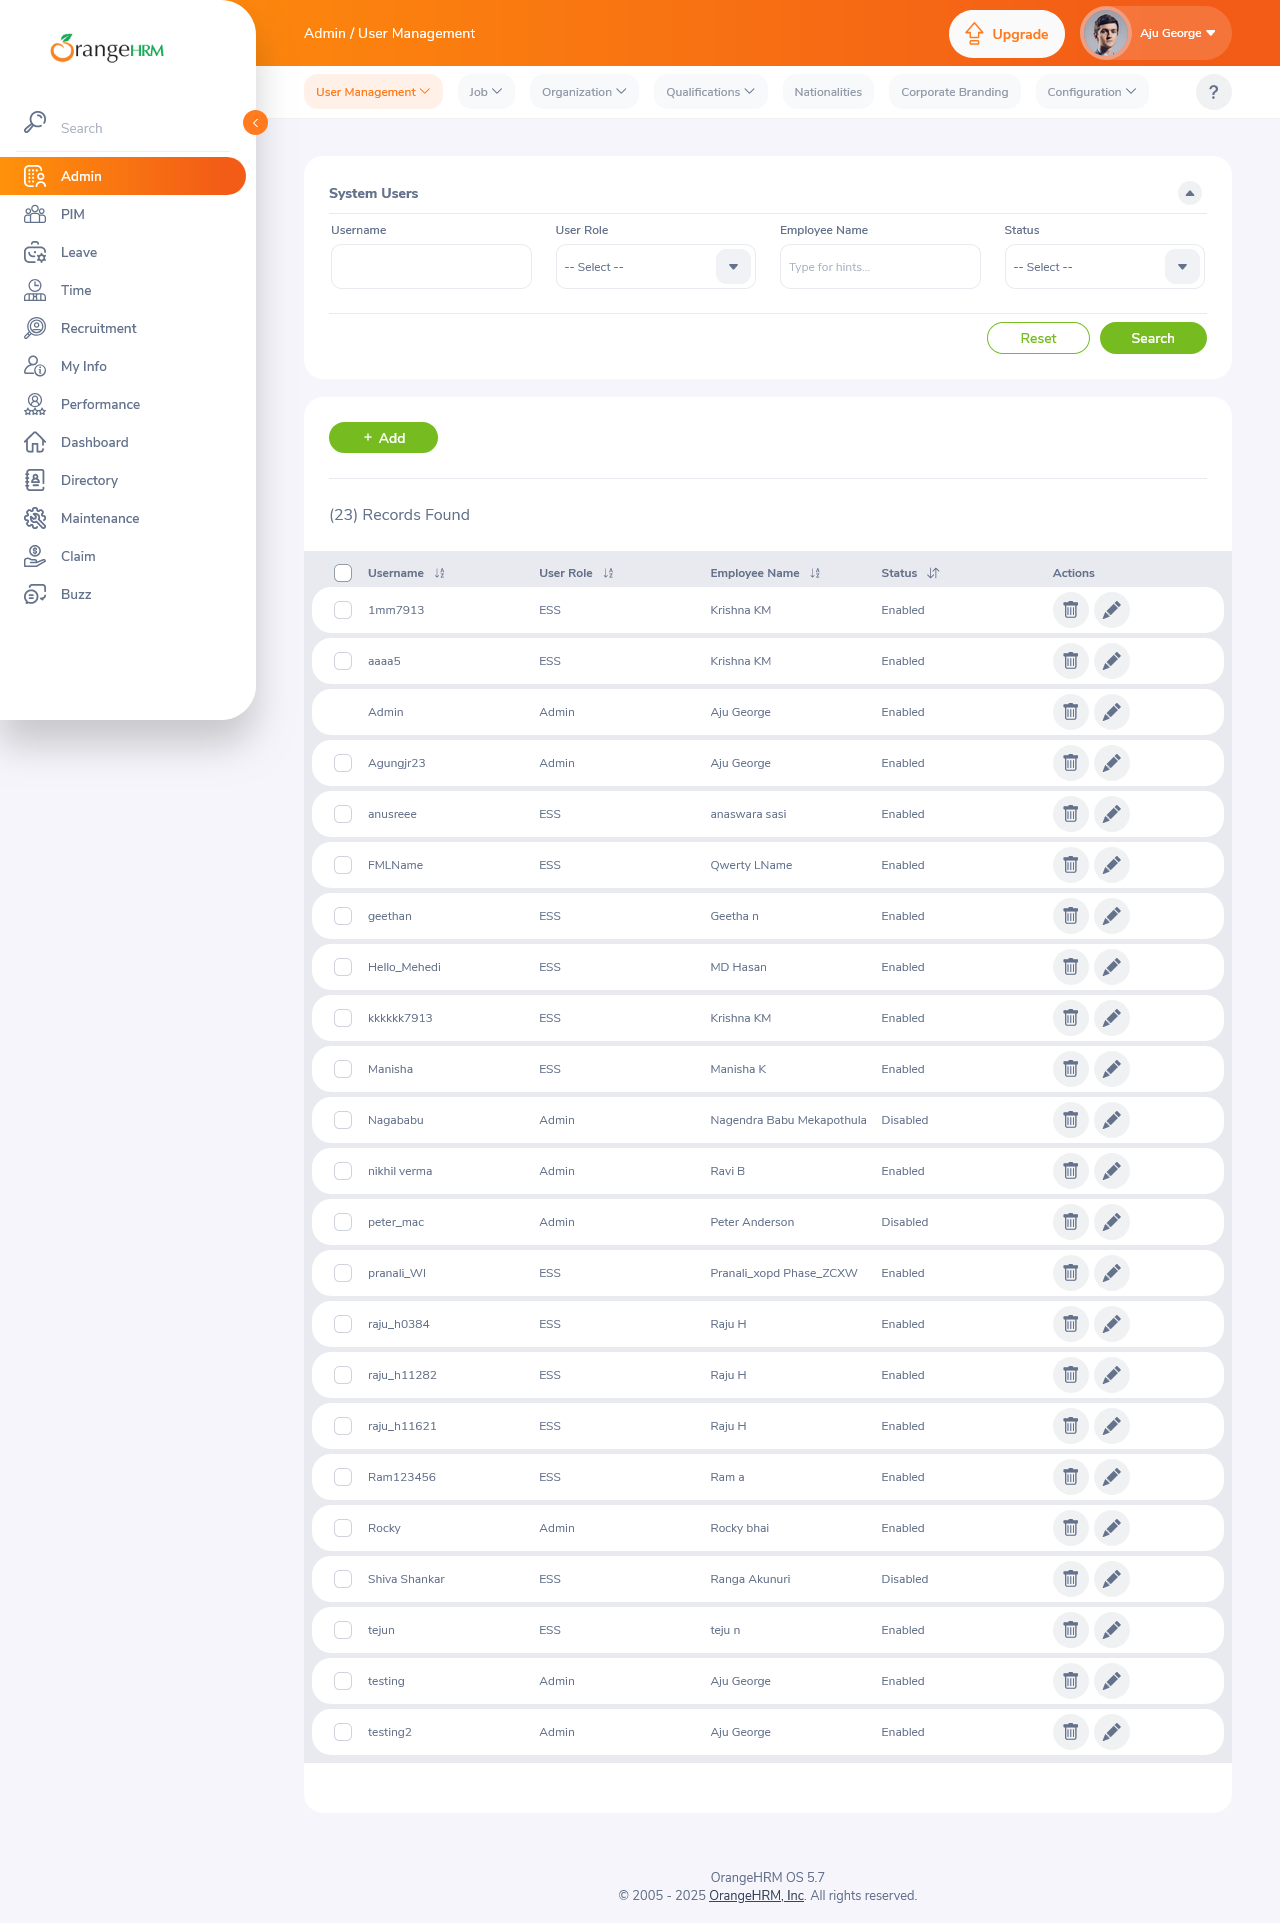 OrangeHRM
Admin / User Management
Upgrade
Aju George
User Management
Job
Organization
Qualifications
Nationalities
Corporate Branding
Configuration
?
Search
Admin
PIM
Leave
Time
Recruitment
My Info
Performance
Dashboard
Directory
Maintenance
Claim
Buzz
System Users
Username User Role Employee Name Status
-- Select -- Type for hints... -- Select --
Reset Search
+ Add
(23) Records Found
Username User Role Employee Name Status Actions
1mm7913 ESS Krishna KM Enabled
aaaa5 ESS Krishna KM Enabled
Admin Admin Aju George Enabled
Agungjr23 Admin Aju George Enabled
anusreee ESS anaswara sasi Enabled
FMLName ESS Qwerty LName Enabled
geethan ESS Geetha n Enabled
Hello_Mehedi ESS MD Hasan Enabled
kkkkkk7913 ESS Krishna KM Enabled
Manisha ESS Manisha K Enabled
Nagababu Admin Nagendra Babu Mekapothula Disabled
nikhil verma Admin Ravi B Enabled
peter_mac Admin Peter Anderson Disabled
pranali_WI ESS Pranali_xopd Phase_ZCXW Enabled
raju_h0384 ESS Raju H Enabled
raju_h11282 ESS Raju H Enabled
raju_h11621 ESS Raju H Enabled
Ram123456 ESS Ram a Enabled
Rocky Admin Rocky bhai Enabled
Shiva Shankar ESS Ranga Akunuri Disabled
tejun ESS teju n Enabled
testing Admin Aju George Enabled
testing2 Admin Aju George Enabled
OrangeHRM OS 5.7
© 2005 - 2025 OrangeHRM, Inc. All rights reserved.